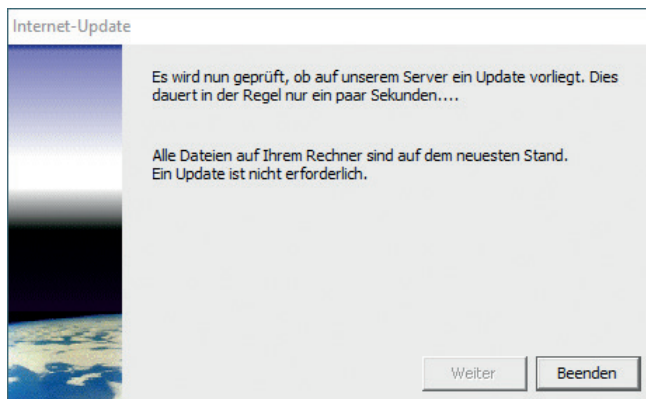 Internet-Update
Es wird nun geprüft, ob auf unserem Server ein Update vorliegt. Dies
dauert in der Regel nur ein paar Sekunden....
Alle Dateien auf Ihrem Rechner sind auf dem neuesten Stand.
Ein Update ist nicht erforderlich.
Weiter
Beenden